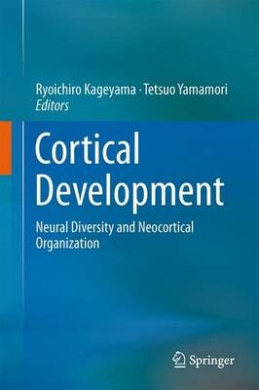 Ryoichiro Kageyama · Tetsuo Yamamori
Editors
Cortical
Development
Neural Diversity and Neocortical
Organization
Springer